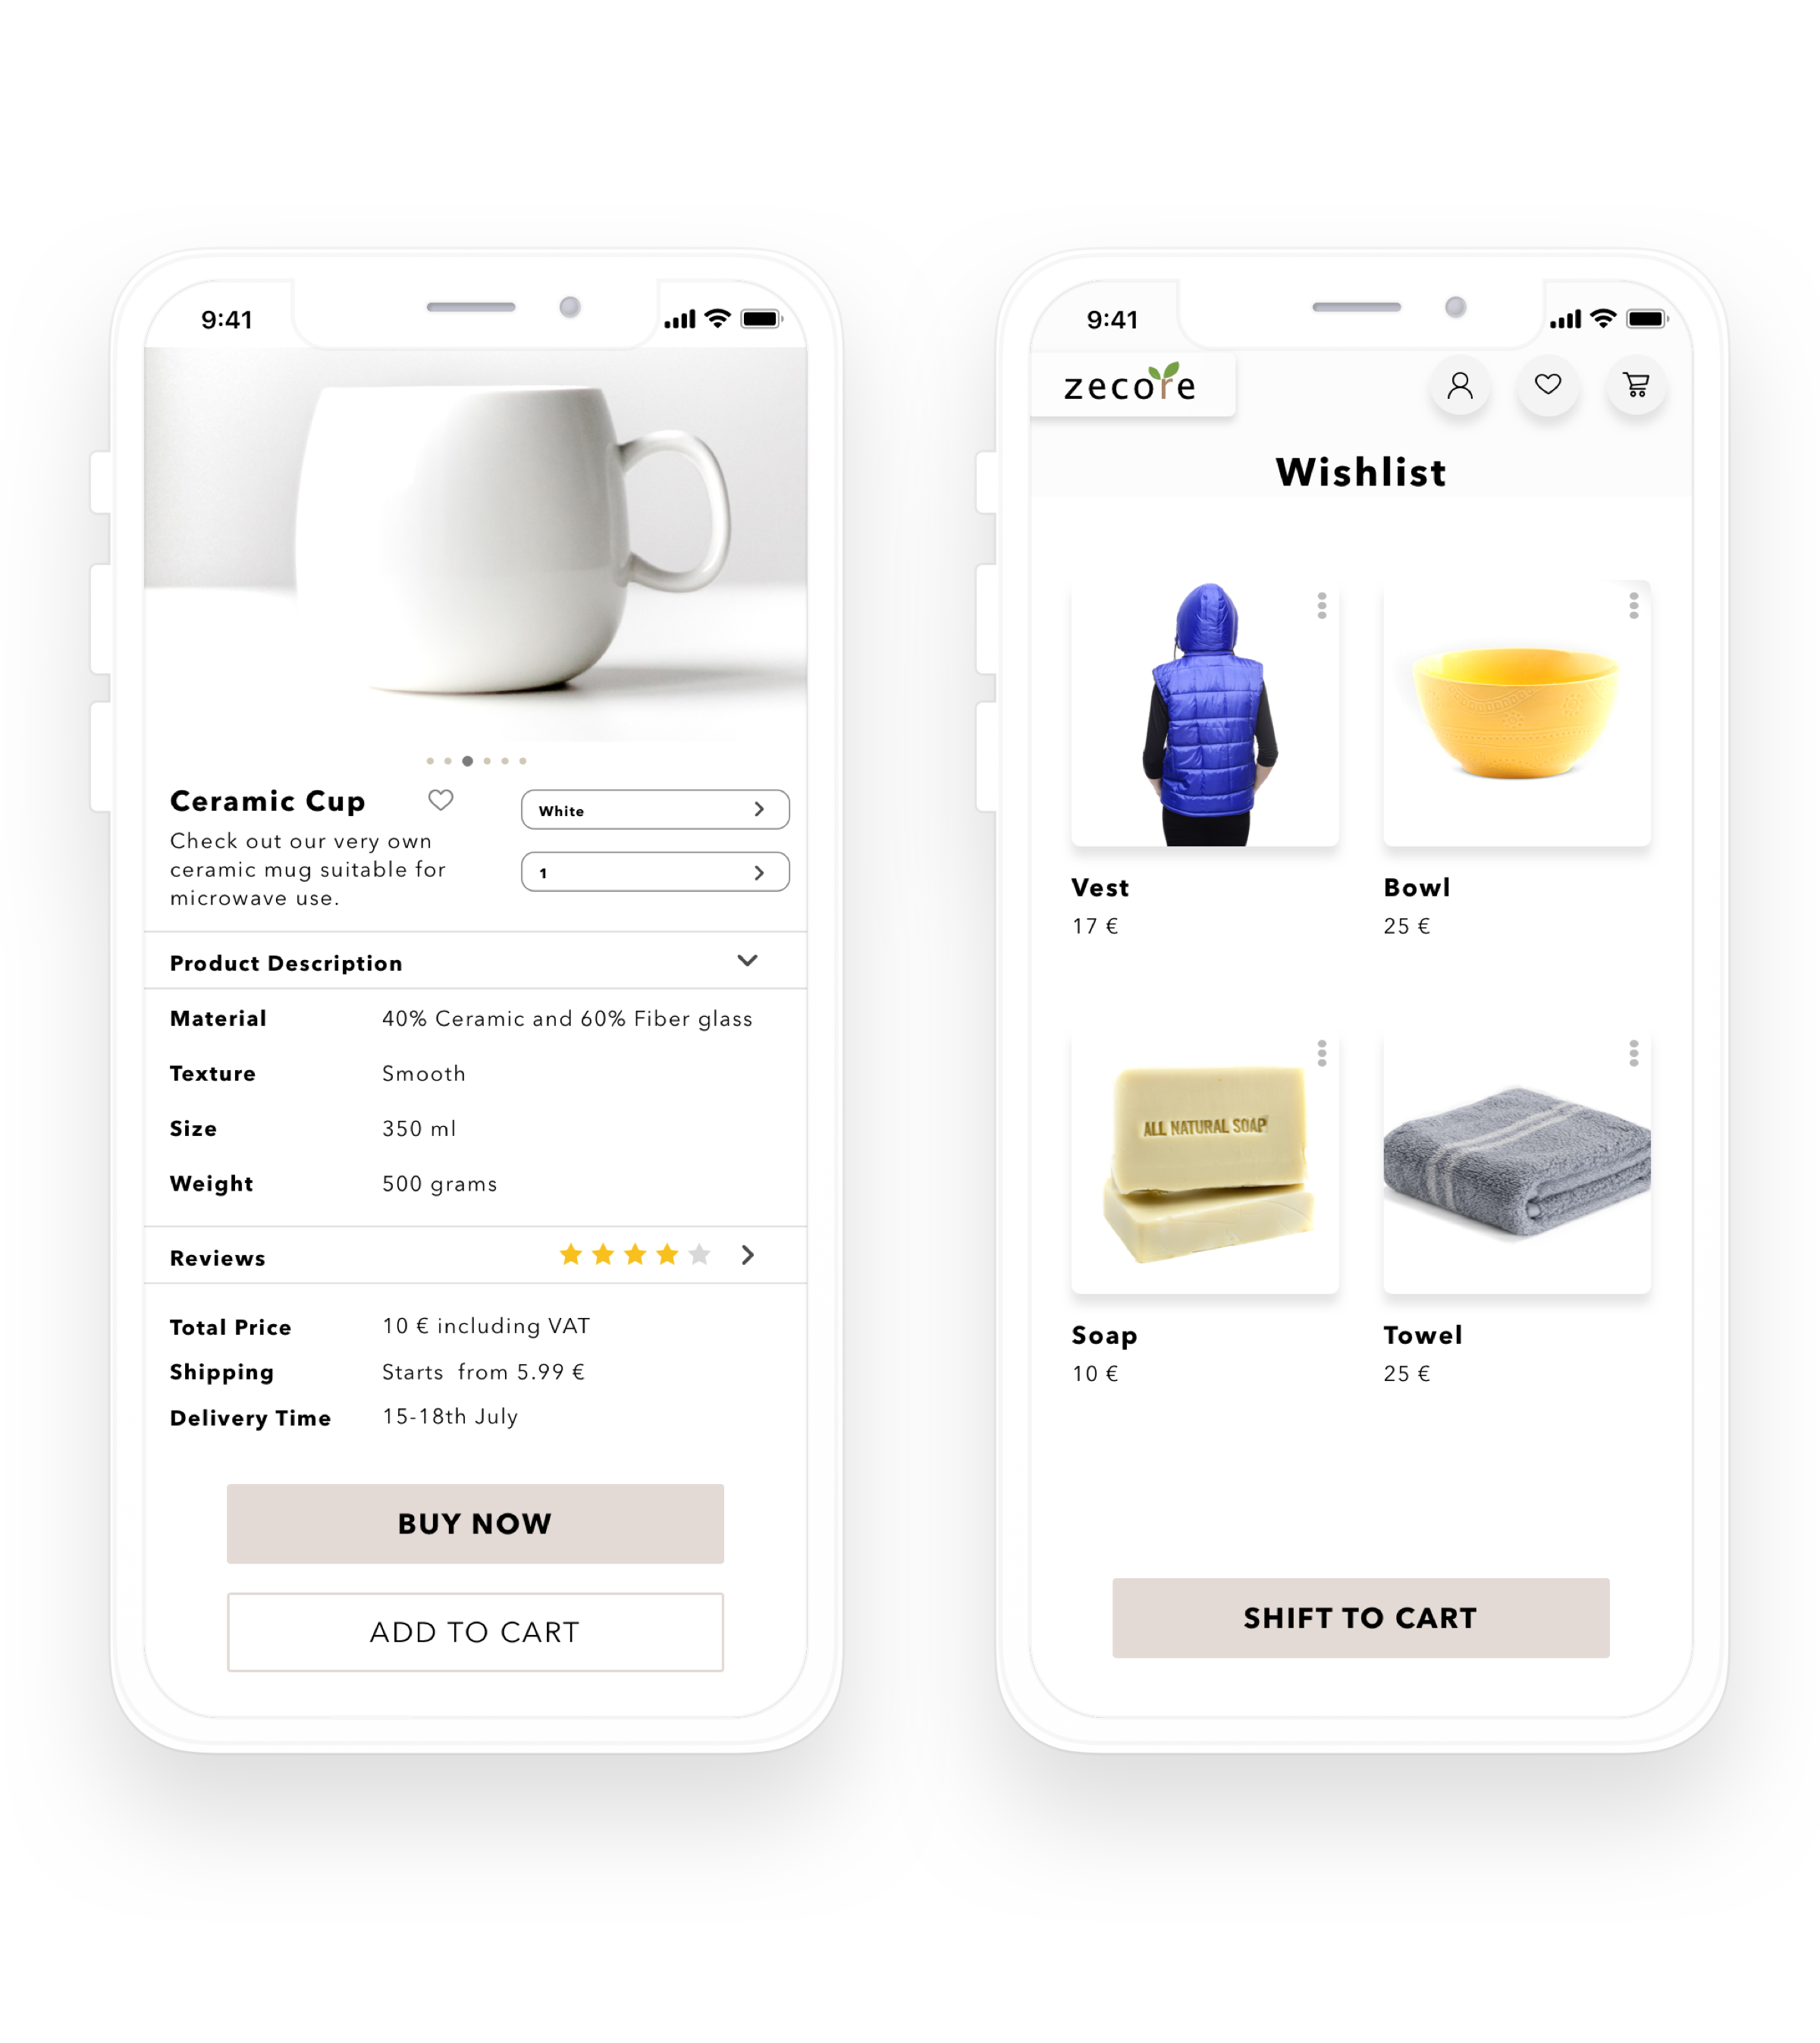 9:41
Ceramic Cup
White
Check out our very own
ceramic mug suitable for
microwave use.
1
Product Description
Material 40% Ceramic and 60% Fiber glass
Texture Smooth
Size 350 ml
Weight 500 grams
Reviews
Total Price 10 € including VAT
Shipping Starts from 5.99 €
Delivery Time 15-18th July
BUY NOW
ADD TO CART
9:41
zecore
Wishlist
Vest
17 €
Bowl
25 €
ALL NATURAL SOAP
Soap
10 €
Towel
25 €
SHIFT TO CART